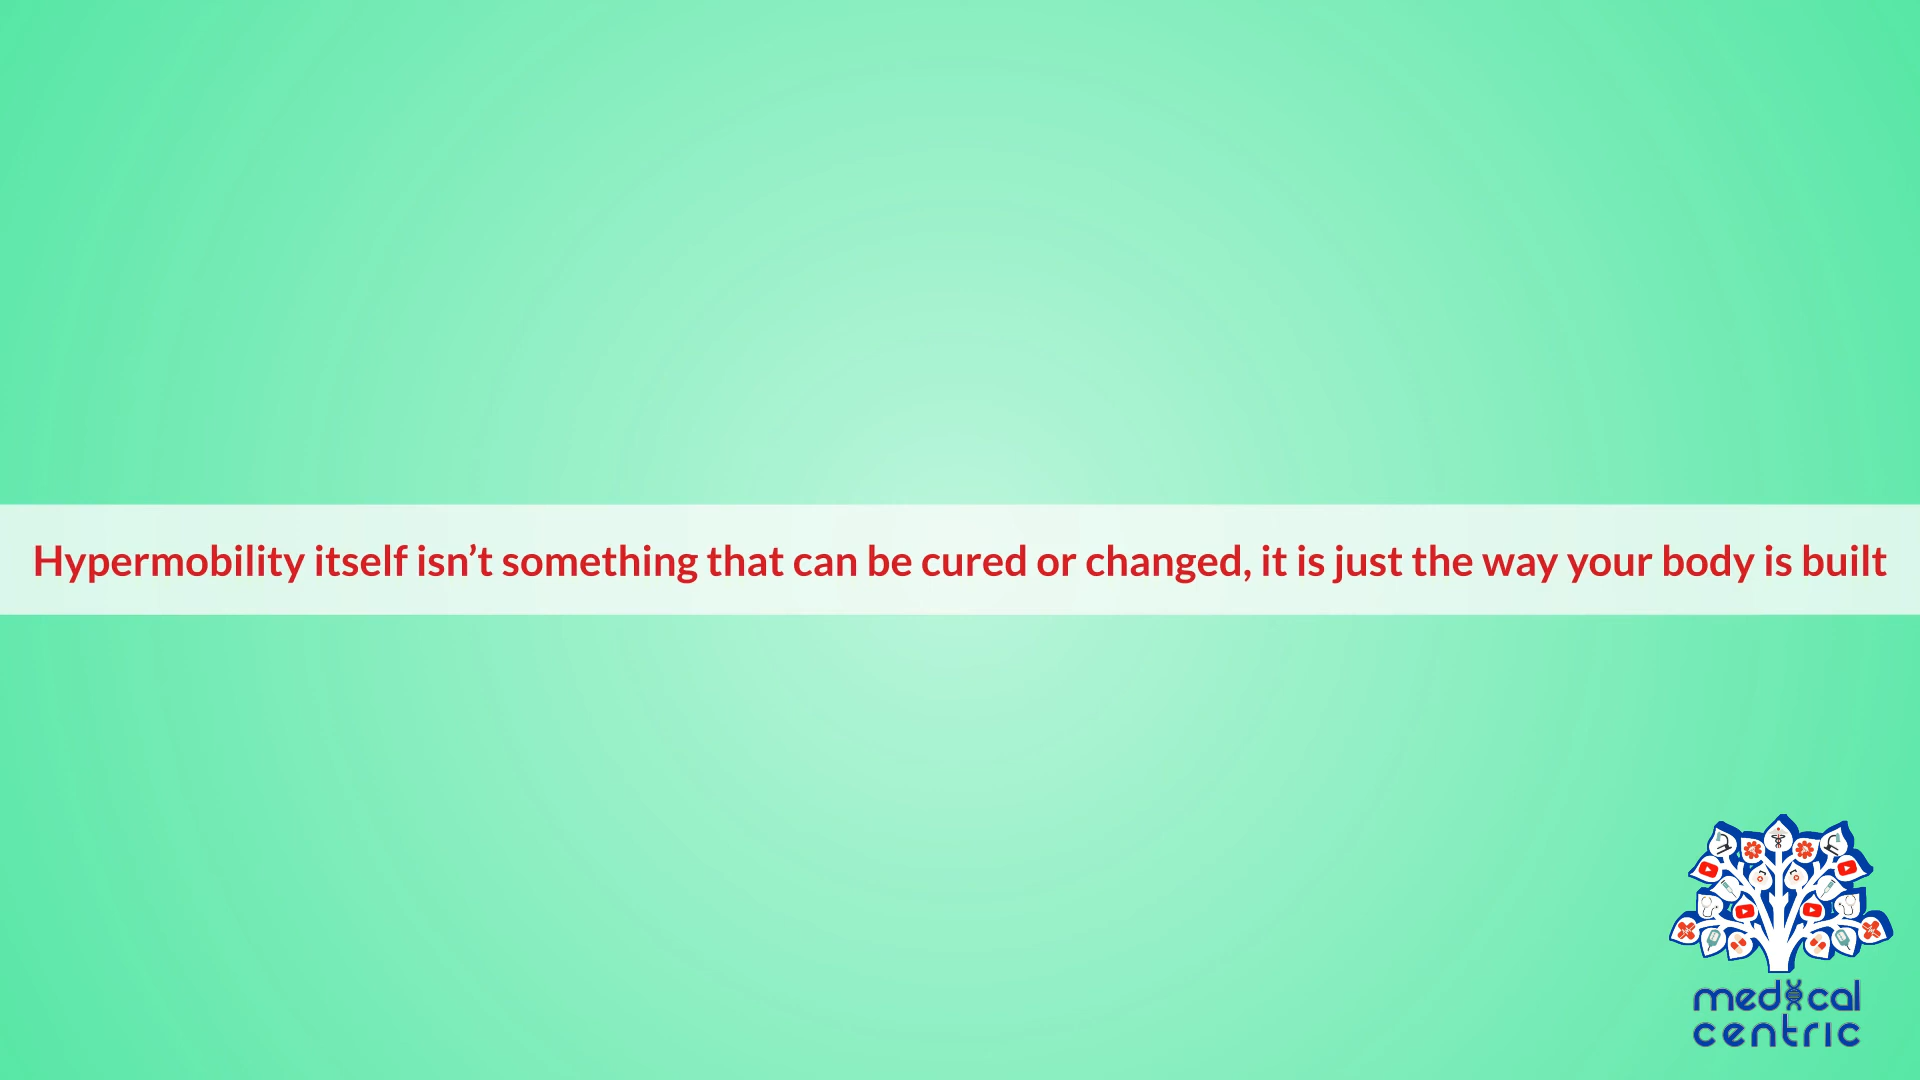 Hypermobility itself isn’t something that can be cured or changed, it is just the way your body is built
medical
centric